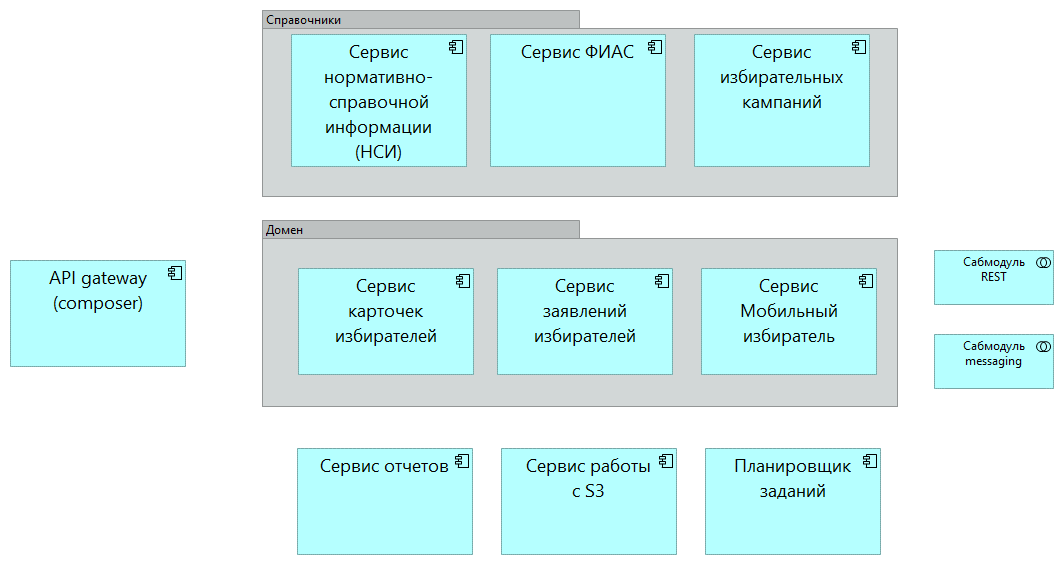 Справочники
Сервис
нормативно-
справочной
информации
(НСИ)
Сервис ФИАС
Сервис
избирательных
кампаний
Домен
API gateway
(composer)
Сервис
карточек
избирателей
Сервис
заявлений
избирателей
Сервис
Мобильный
избиратель
Сабмодуль
REST
Сабмодуль
messaging
Сервис отчетов
Сервис работы
с S3
Планировщик
заданий